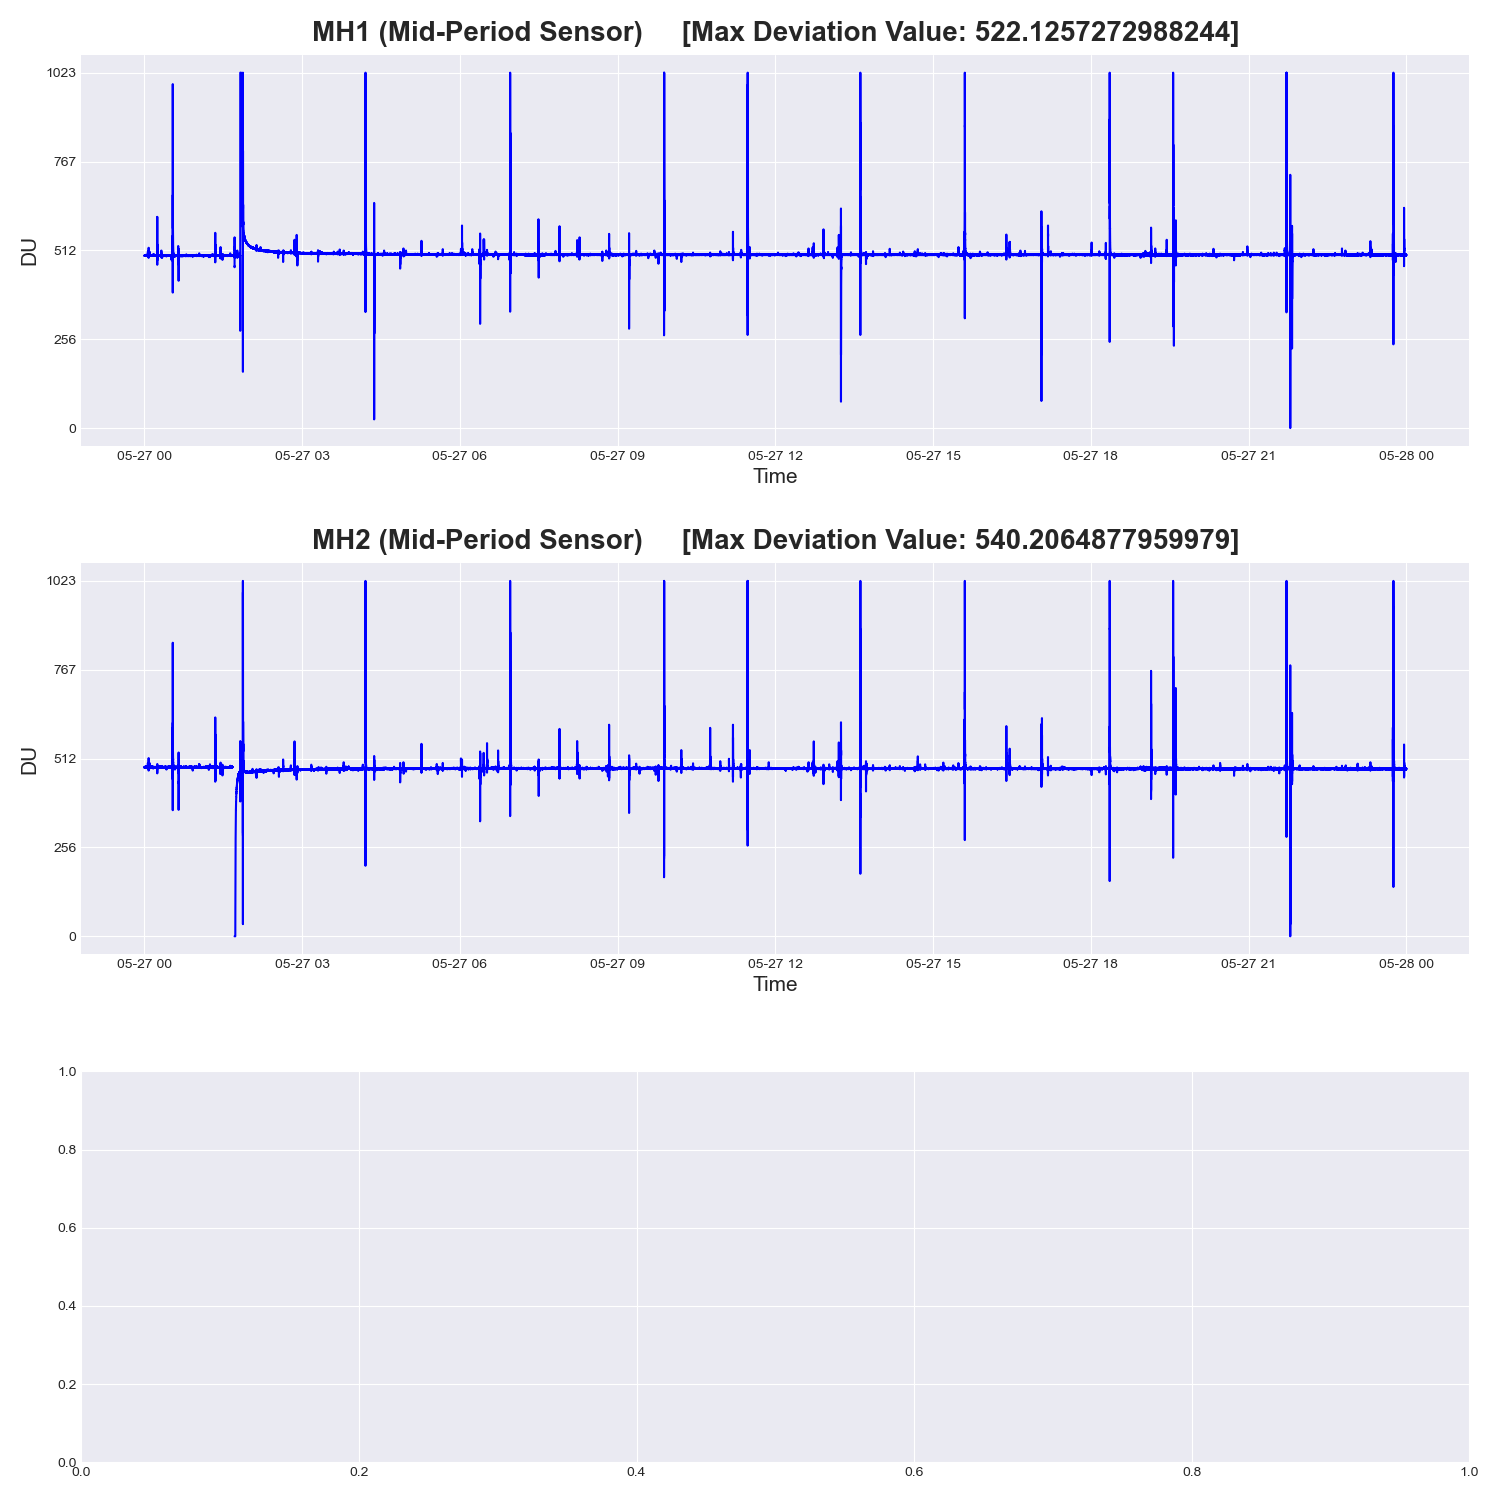 MH1 (Mid-Period Sensor) [Max Deviation Value: 522.1257272988244]
1023
767
512
256
0
DU
05-27 00 05-27 03 05-27 06 05-27 09 05-27 12 05-27 15 05-27 18 05-27 21 05-28 00
Time
MH2 (Mid-Period Sensor) [Max Deviation Value: 540.2064877959979]
1023
767
512
256
0
DU
05-27 00 05-27 03 05-27 06 05-27 09 05-27 12 05-27 15 05-27 18 05-27 21 05-28 00
Time
1.0
0.8
0.6
0.4
0.2
0.0
0.0 0.2 0.4 0.6 0.8 1.0